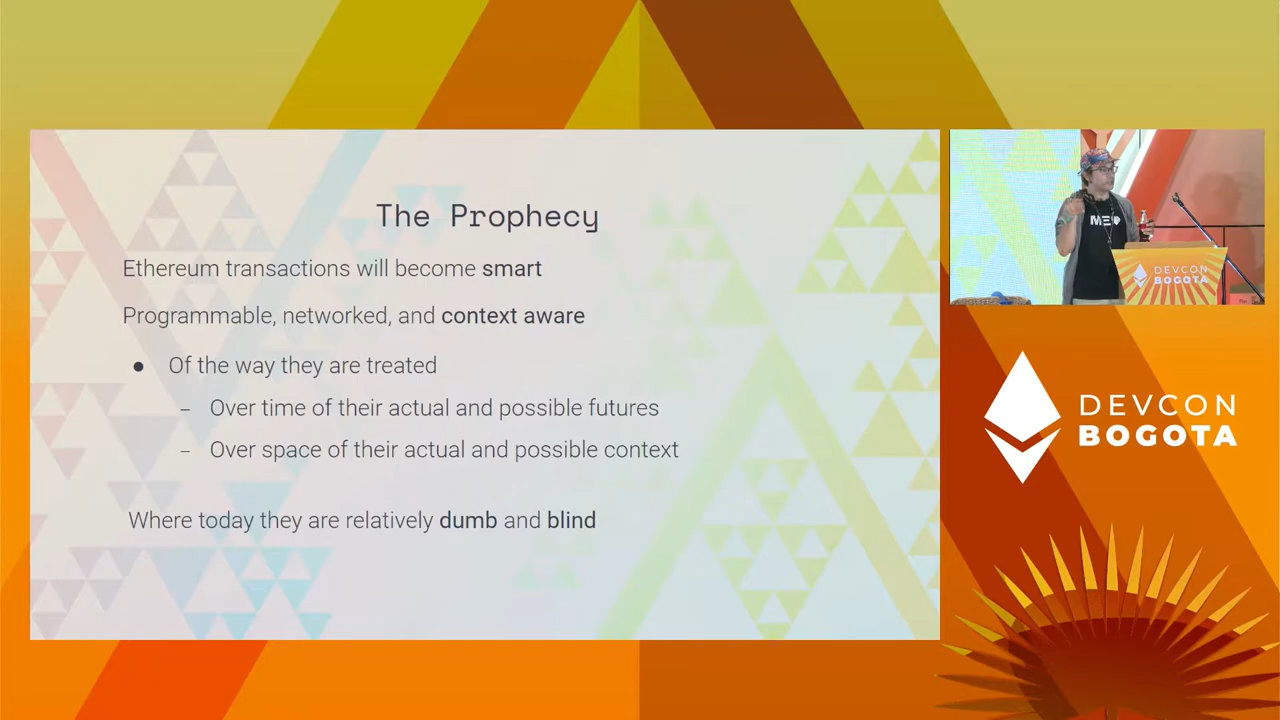 The Prophecy
Ethereum transactions will become smart
Programmable, networked, and context aware
● Of the way they are treated
– Over time of their actual and possible futures
– Over space of their actual and possible context
Where today they are relatively dumb and blind
DEVCON
BOGOTA
DEVCON
BOGOTA